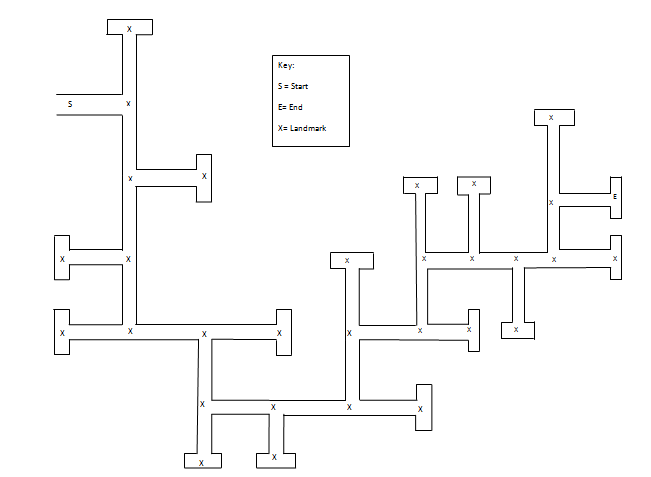 X
Key:
S = Start
S X
E= End
X
X= Landmark
X X X X
E
X
X X X X X X X X
X X X X X X X X
X X X X
X X